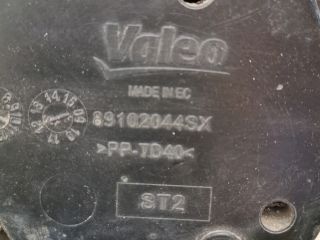 Valeo
MADE IN EC
89102044SX
>PP-TD40<
ST2